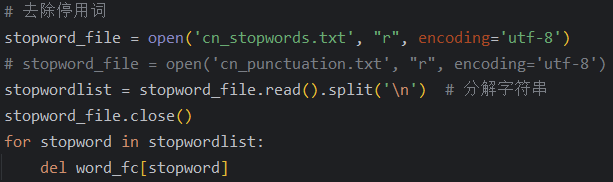 # 去除停用词
stopword_file = open('cn_stopwords.txt', "r", encoding='utf-8')
# stopword_file = open('cn_punctuation.txt', "r", encoding='utf-8')
stopwordlist = stopword_file.read().split('\n')  # 分解字符串
stopword_file.close()
for stopword in stopwordlist:
    del word_fc[stopword]